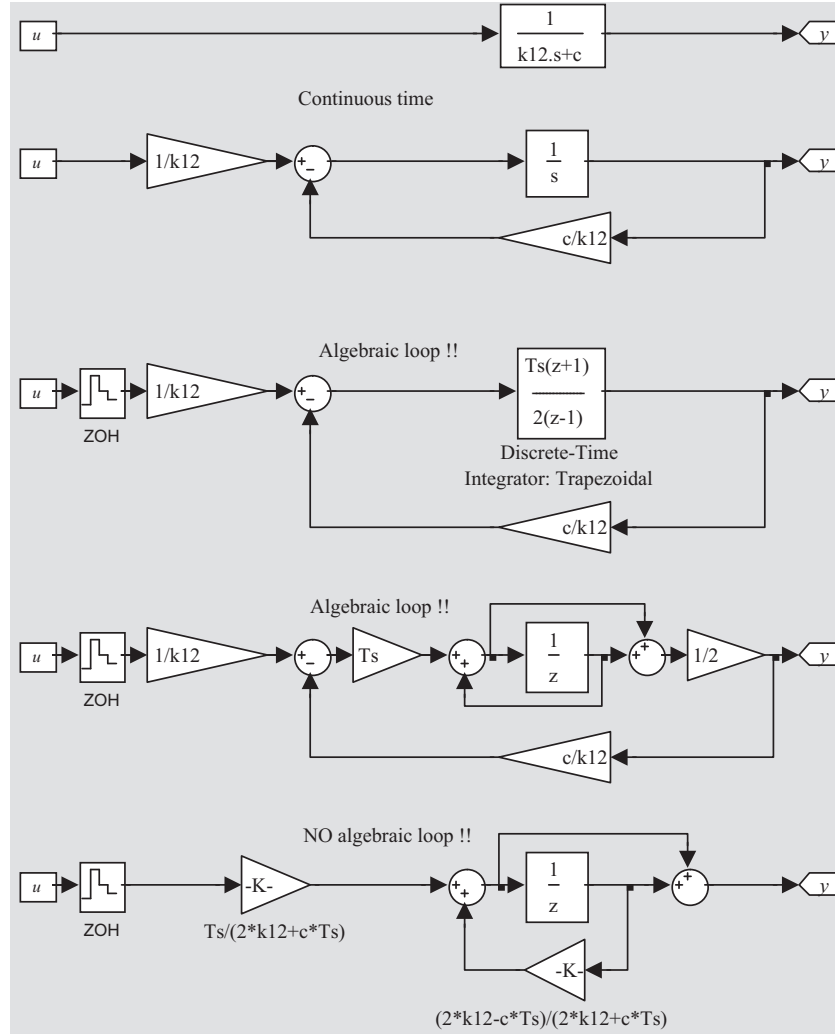 u
1
k12.s+c
y
Continuous time
u
1/k12
+
−
1
s
y
c/k12
Algebraic loop !!
u
ZOH
1/k12
+
−
Ts(z+1)
2(z-1)
y
Discrete-Time
Integrator: Trapezoidal
c/k12
Algebraic loop !!
u
ZOH
1/k12
+
−
Ts
+
+
1
z
+
+
1/2
y
c/k12
NO algebraic loop !!
u
ZOH
-K-
Ts/(2*k12+c*Ts)
+
+
1
z
+
+
y
-K-
(2*k12-c*Ts)/(2*k12+c*Ts)